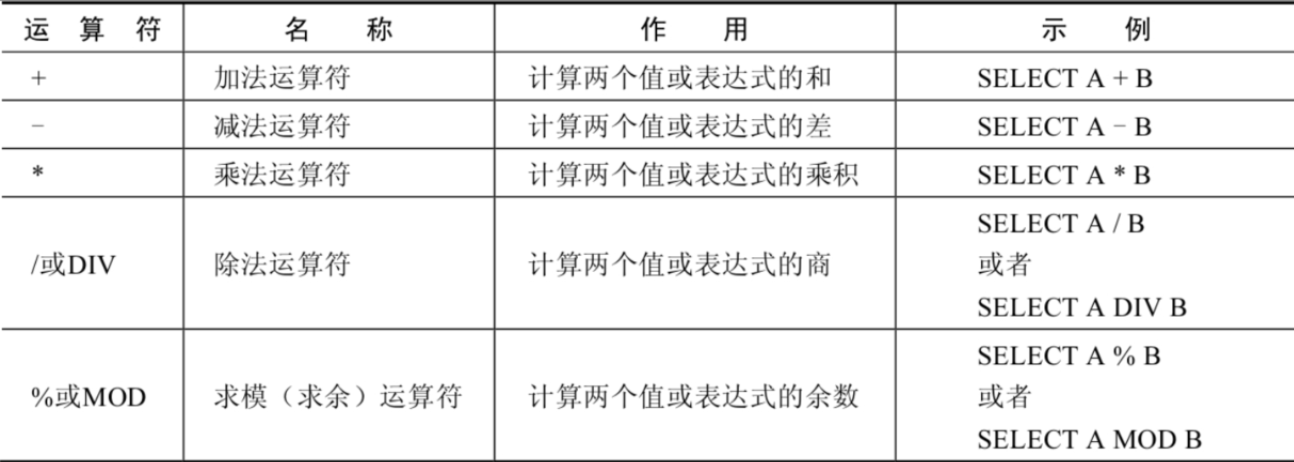 运 算 符 名 称 作 用 示 例
+ 加法运算符 计算两个值或表达式的和 SELECT A + B
- 减法运算符 计算两个值或表达式的差 SELECT A - B
* 乘法运算符 计算两个值或表达式的乘积 SELECT A * B
/或DIV 除法运算符 计算两个值或表达式的商 SELECT A / B
或者
SELECT A DIV B
%或MOD 求模（求余）运算符 计算两个值或表达式的余数 SELECT A % B
或者
SELECT A MOD B